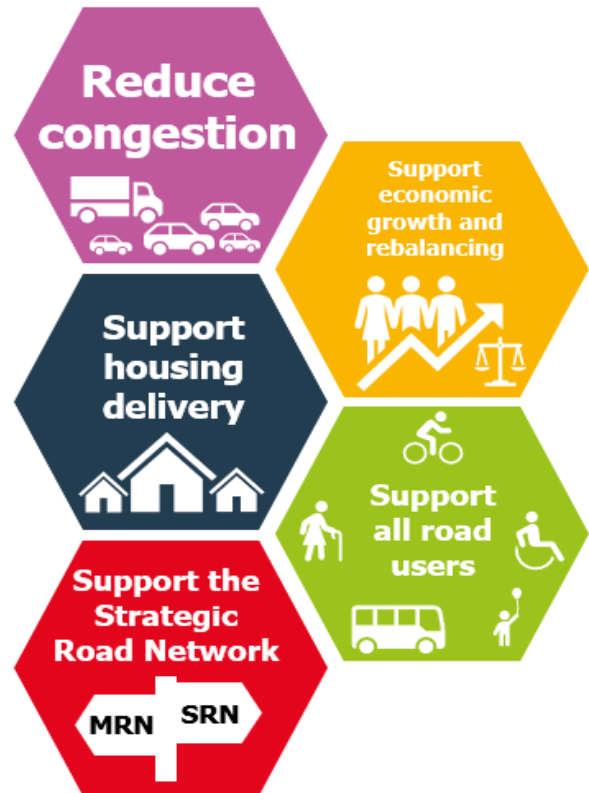 Reduce
congestion
Support
economic
growth and
rebalancing
Support
housing
delivery
Support
all road
users
Support the
Strategic
Road Network
MRN
SRN